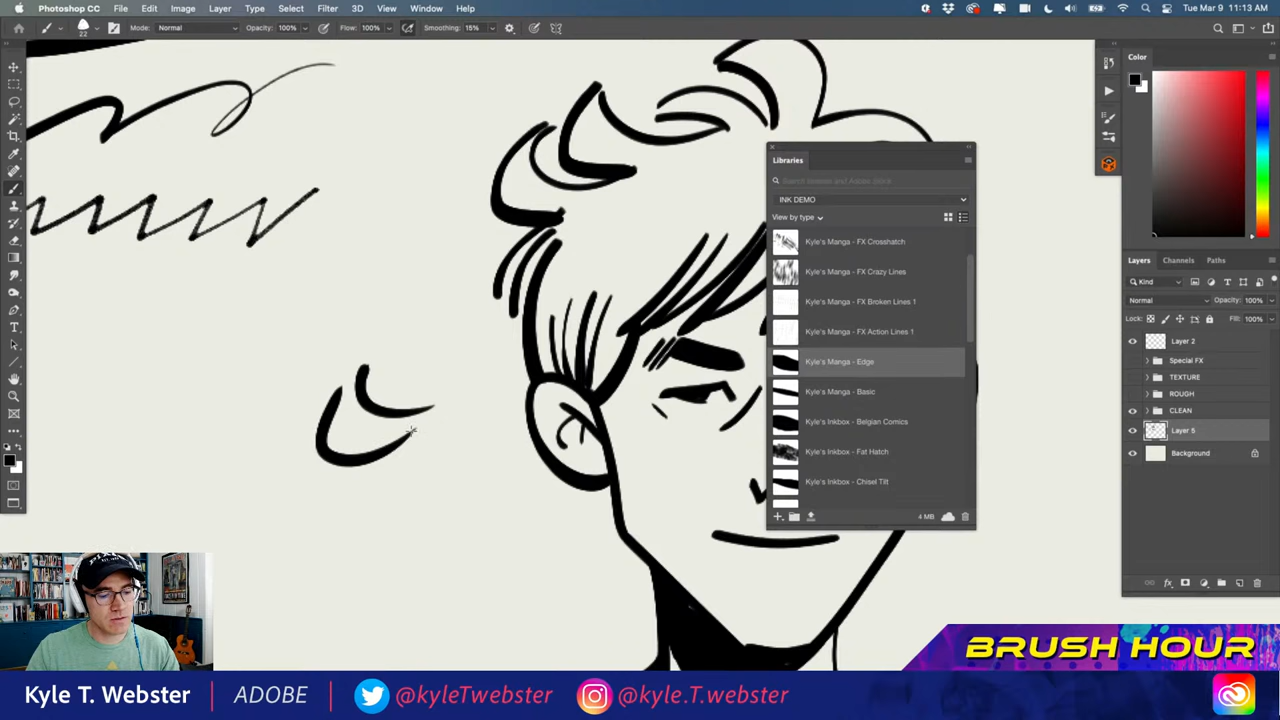 Photoshop CC File Edit Image Layer Type Select Filter 3D View Window Help
Tue Mar 9 11:13 AM
22 Mode: Normal Opacity: 100% Flow: 100% Smoothing: 15%
Color
Libraries
INK DEMO
View by type
Kyle's Manga - FX Crosshatch
Kyle's Manga - FX Crazy Lines
Kyle's Manga - FX Broken Lines 1
Kyle's Manga - FX Action Lines 1
Kyle's Manga - Edge
Kyle's Manga - Basic
Kyle's Inkbox - Belgian Comics
Kyle's Inkbox - Fat Hatch
Kyle's Inkbox - Chisel Tilt
4 MB
Layers Channels Paths
Kind
Normal Opacity: 100%
Lock: Fill: 100%
Layer 2
Special FX
TEXTURE
ROUGH
CLEAN
Layer 5
Background
BRUSH HOUR
Kyle T. Webster ADOBE @kyleTwebster @kyle.T.webster